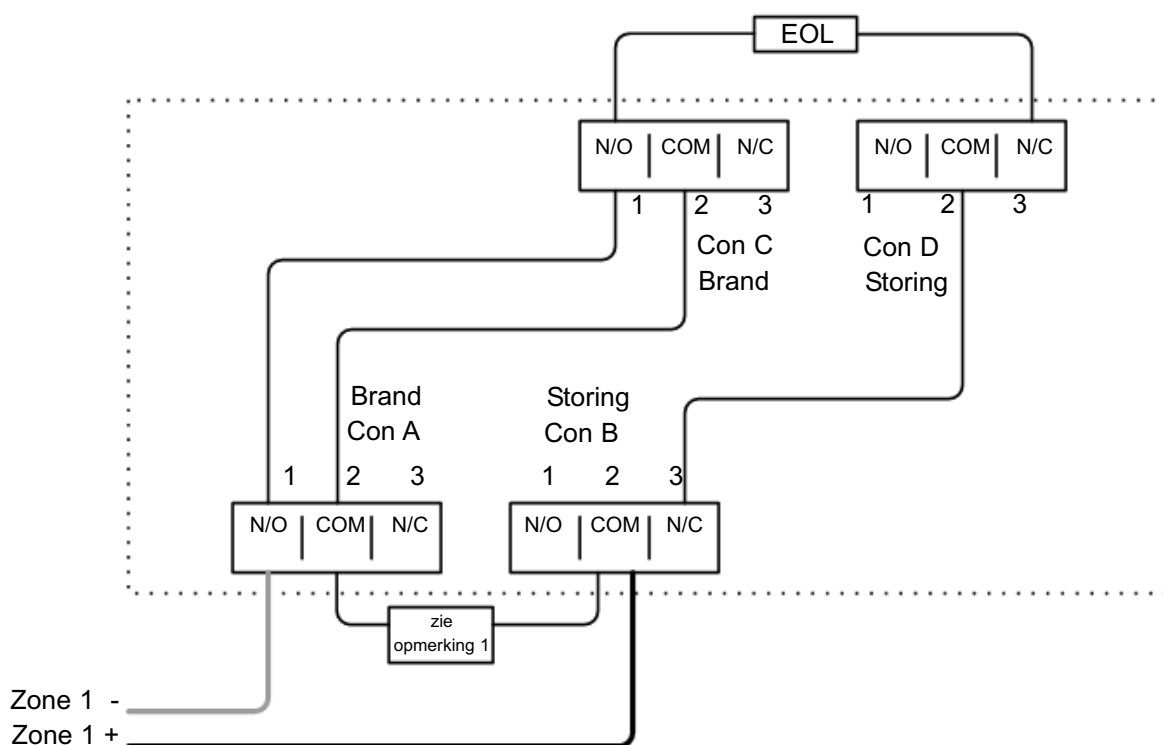 EOL
N/O COM N/C
N/O COM N/C
1 2 3
1 2 3
Con C
Brand
Con D
Storing
Brand
Con A
Storing
Con B
1 2 3
1 2 3
N/O COM N/C
N/O COM N/C
zie
opmerking 1
Zone 1 -
Zone 1 +